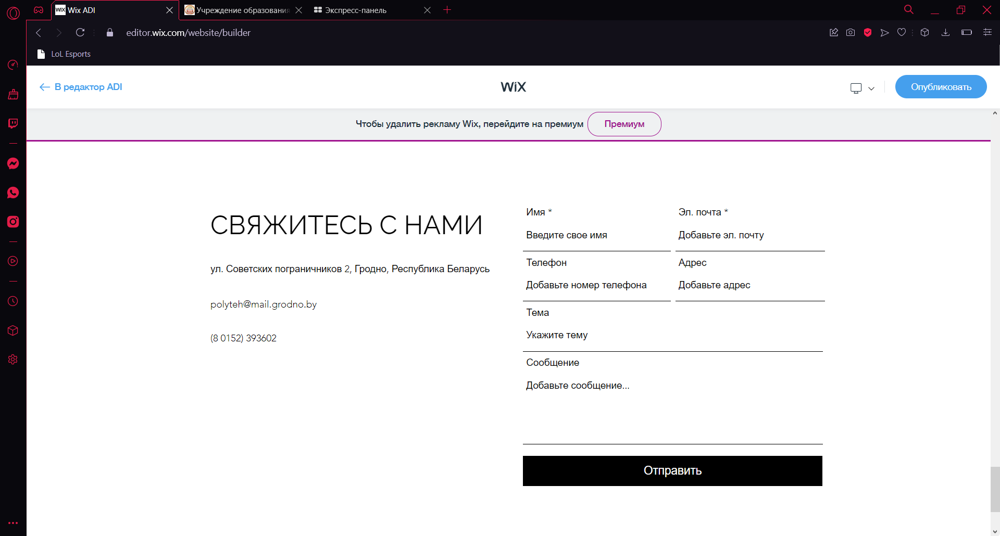 WiX Wix ADI
Учреждение образования
Экспресс-панель
editor.wix.com/website/builder
LoL Esports
В редактор ADI
WiX
Опубликовать
Чтобы удалить рекламу Wix, перейдите на премиум
Премиум
СВЯЖИТЕСЬ С НАМИ
ул. Советских пограничников 2, Гродно, Республика Беларусь
polyteh@mail.grodno.by
(8 0152) 393602
Имя *
Эл. почта *
Введите свое имя
Добавьте эл. почту
Телефон
Адрес
Добавьте номер телефона
Добавьте адрес
Тема
Укажите тему
Сообщение
Добавьте сообщение...
Отправить